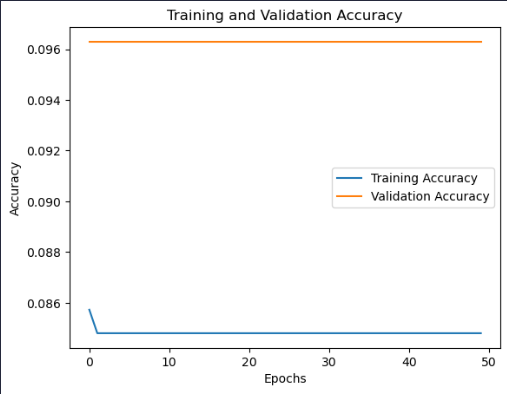 Training and Validation Accuracy
0.096
0.094
0.092
0.090
0.088
0.086
Accuracy
Training Accuracy
Validation Accuracy
0 10 20 30 40 50
Epochs